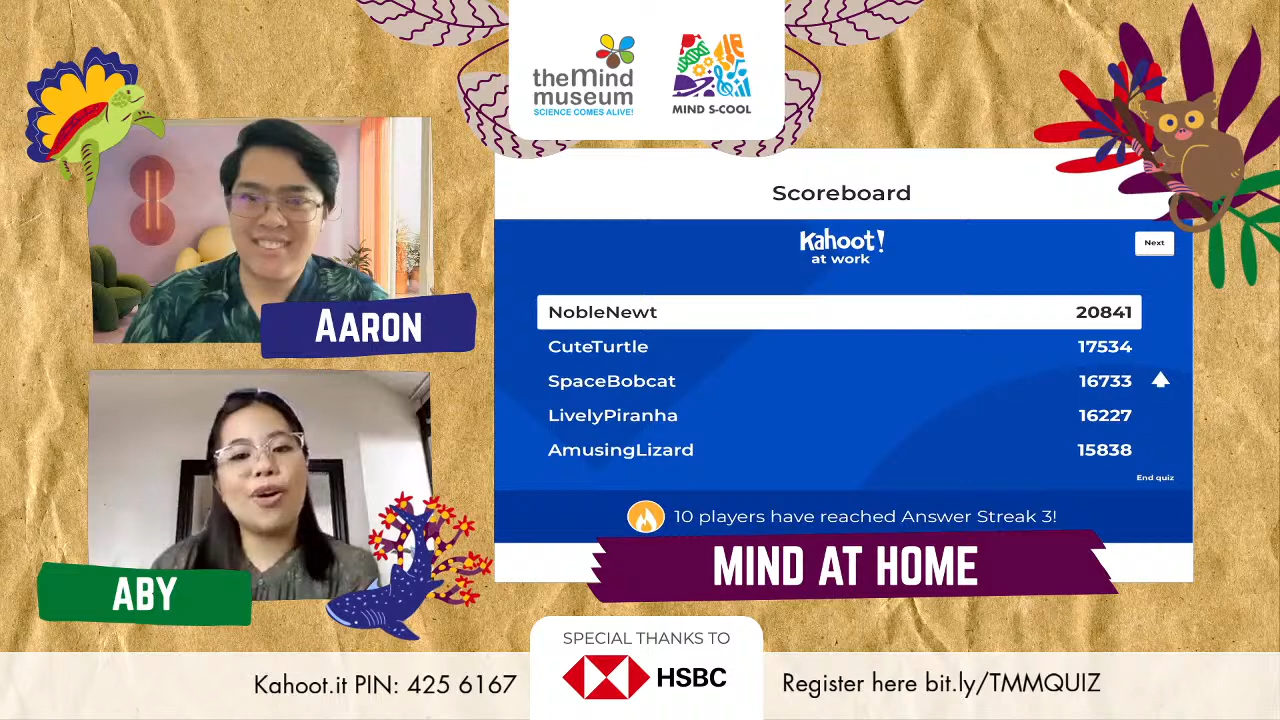 theMind
museum
SCIENCE COMES ALIVE!
MIND S-COOL
AARON
ABY
Scoreboard
Kahoot!
at work
Next
NobleNewt 20841
CuteTurtle 17534
SpaceBobcat 16733
LivelyPiranha 16227
AmusingLizard 15838
End quiz
10 players have reached Answer Streak 3!
MIND AT HOME
Kahoot.it PIN: 425 6167
SPECIAL THANKS TO
HSBC
Register here bit.ly/TMMQUIZ